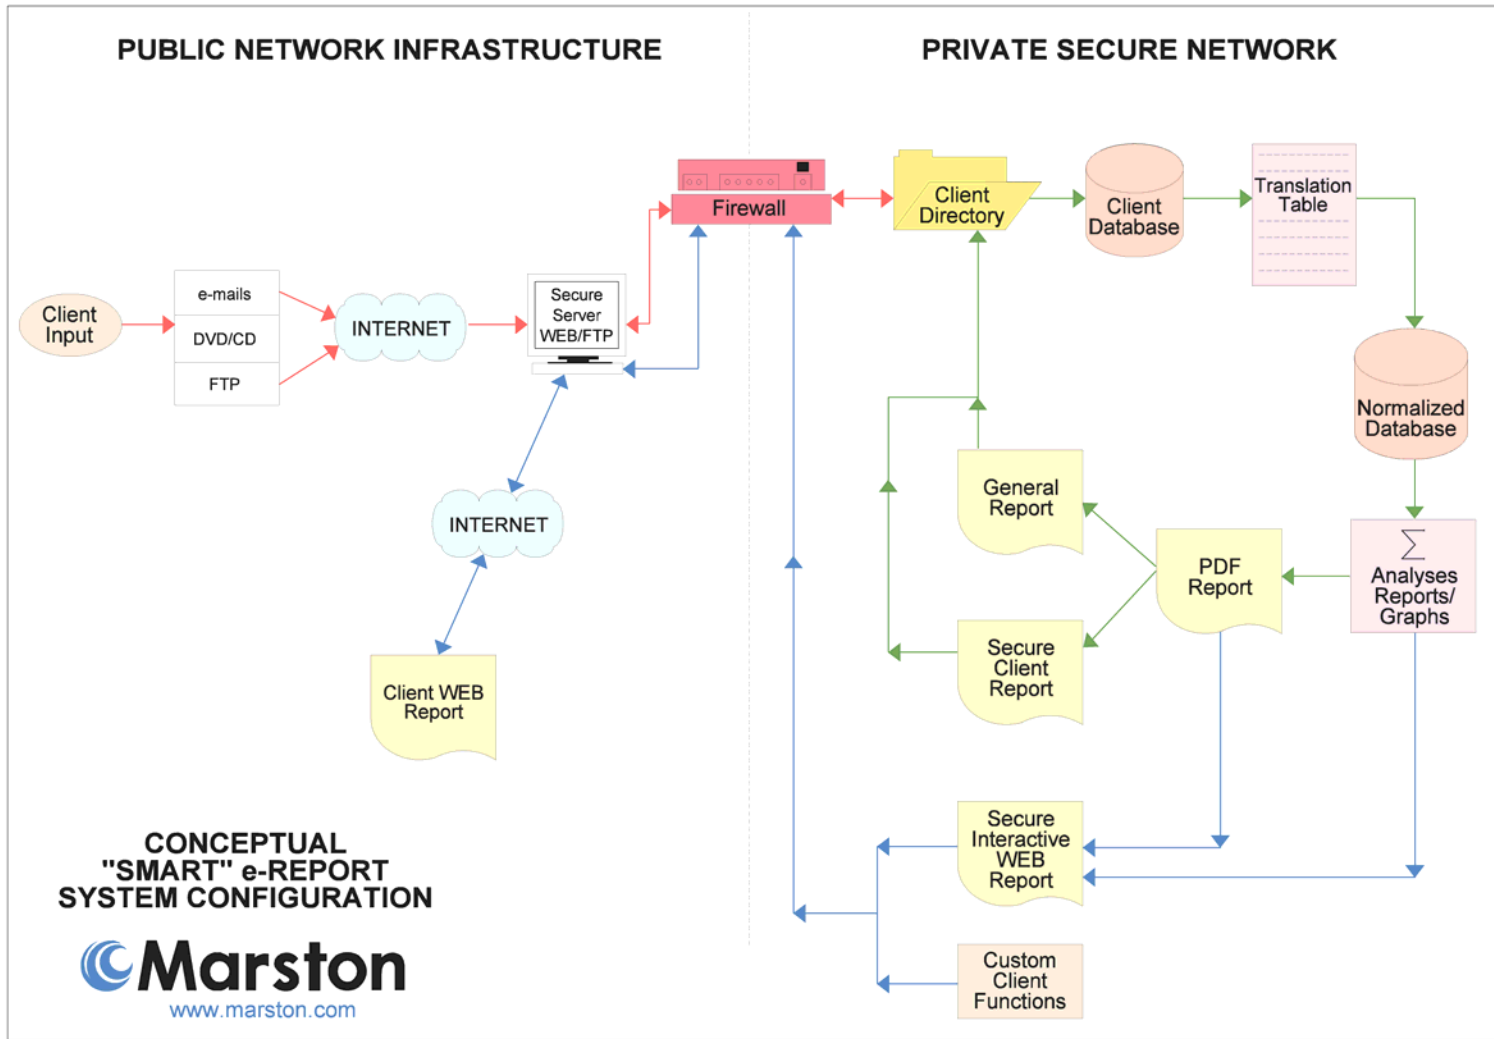 PUBLIC NETWORK INFRASTRUCTURE
PRIVATE SECURE NETWORK
Firewall
Client
Directory
Client
Database
Translation
Table
Client
Input
e-mails
DVD/CD
FTP
INTERNET
Secure
Server
WEB/FTP
Normalized
Database
INTERNET
General
Report
PDF
Report
Σ
Analyses
Reports/
Graphs
Secure
Client
Report
Client WEB
Report
Secure
Interactive
WEB
Report
Custom
Client
Functions
CONCEPTUAL
"SMART" e-REPORT
SYSTEM CONFIGURATION
Marston
www.marston.com